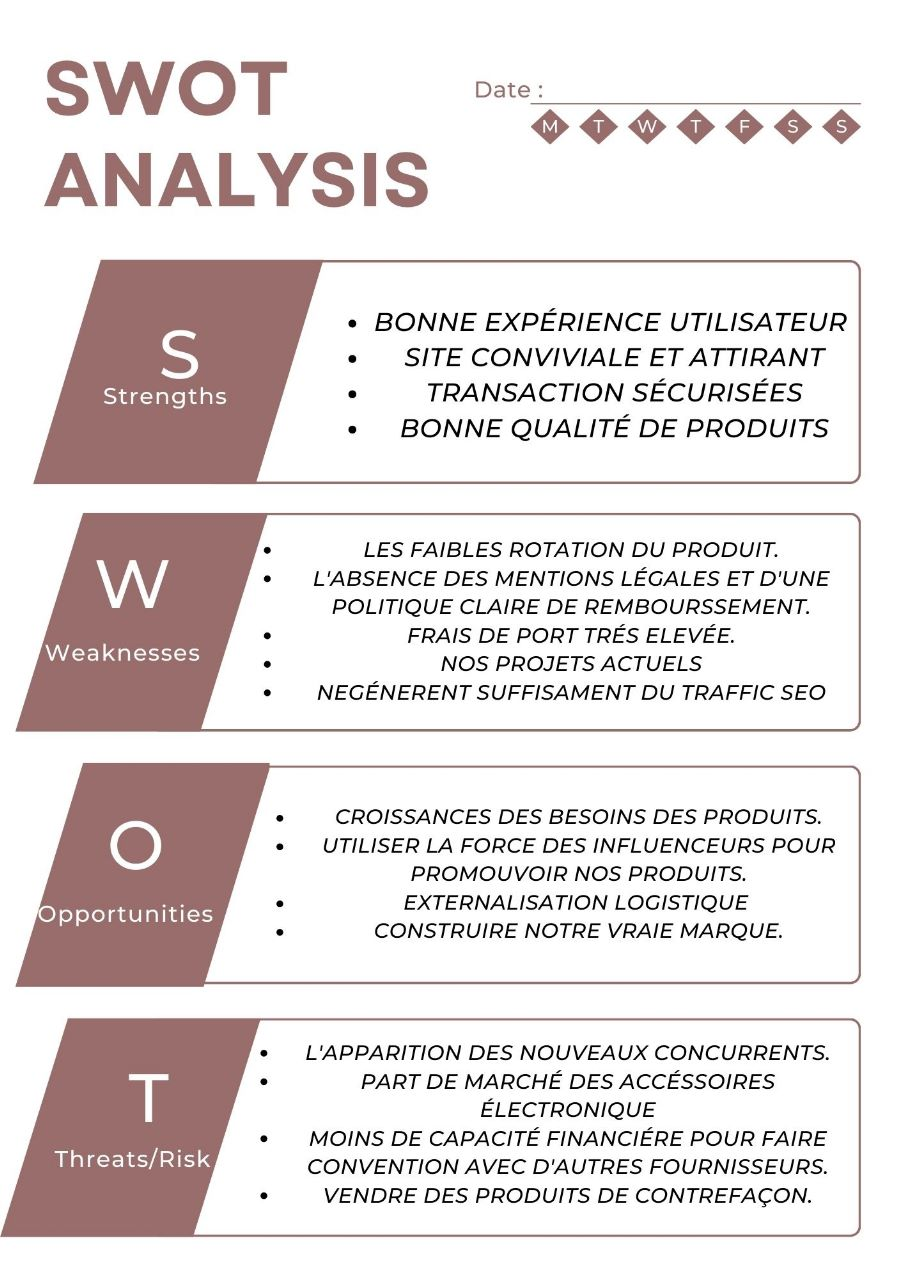 SWOT
ANALYSIS
Date :
M T W T F S S
S
Strengths
• BONNE EXPÉRIENCE UTILISATEUR
• SITE CONVIVIALE ET ATTIRANT
• TRANSACTION SÉCURISÉES
• BONNE QUALITÉ DE PRODUITS
W
Weaknesses
• LES FAIBLES ROTATION DU PRODUIT.
• L'ABSENCE DES MENTIONS LÉGALES ET D'UNE
POLITIQUE CLAIRE DE REMBOURSSEMENT.
• FRAIS DE PORT TRÉS ELEVÉE.
• NOS PROJETS ACTUELS
• NEGÉNERENT SUFFISAMENT DU TRAFFIC SEO
O
Opportunities
• CROISSANCES DES BESOINS DES PRODUITS.
• UTILISER LA FORCE DES INFLUENCEURS POUR
PROMOUVOIR NOS PRODUITS.
• EXTERNALISATION LOGISTIQUE
• CONSTRUIRE NOTRE VRAIE MARQUE.
T
Threats/Risk
• L'APPARITION DES NOUVEAUX CONCURRENTS.
• PART DE MARCHÉ DES ACCÉSSOIRES
ÉLECTRONIQUE
• MOINS DE CAPACITÉ FINANCIÉRE POUR FAIRE
CONVENTION AVEC D'AUTRES FOURNISSEURS.
• VENDRE DES PRODUITS DE CONTREFAÇON.